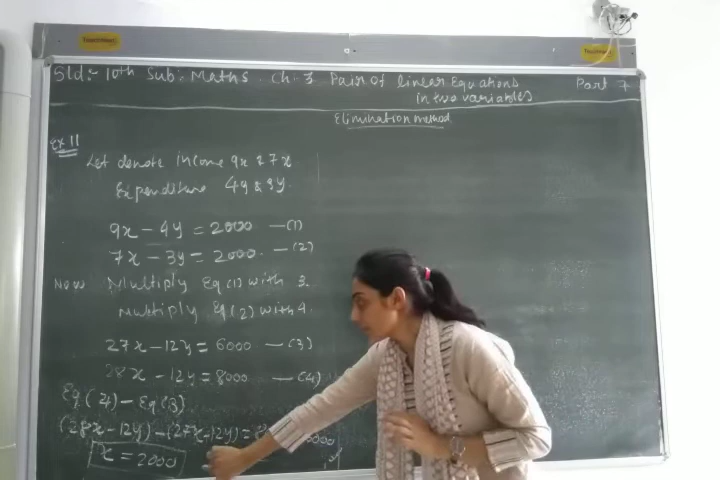 Std:- 10th Sub:- Maths. Ch:-3 Pair of linear Equations Part 7
in two variables
Elimination method
Ex 11
Let denote income 9x & 7x
Expenditure 4y & 3y.
9x - 4y = 2000 —(1)
7x - 3y = 2000. —(2)
Now Multiply Eq (1) with 3.
Multiply Eq (2) with 4.
27x - 12y = 6000 —(3)
28x - 12y = 8000 —(4)
Eq (4) - Eq (3)
(28x - 12y) - (27x - 12y) =
x = 2000